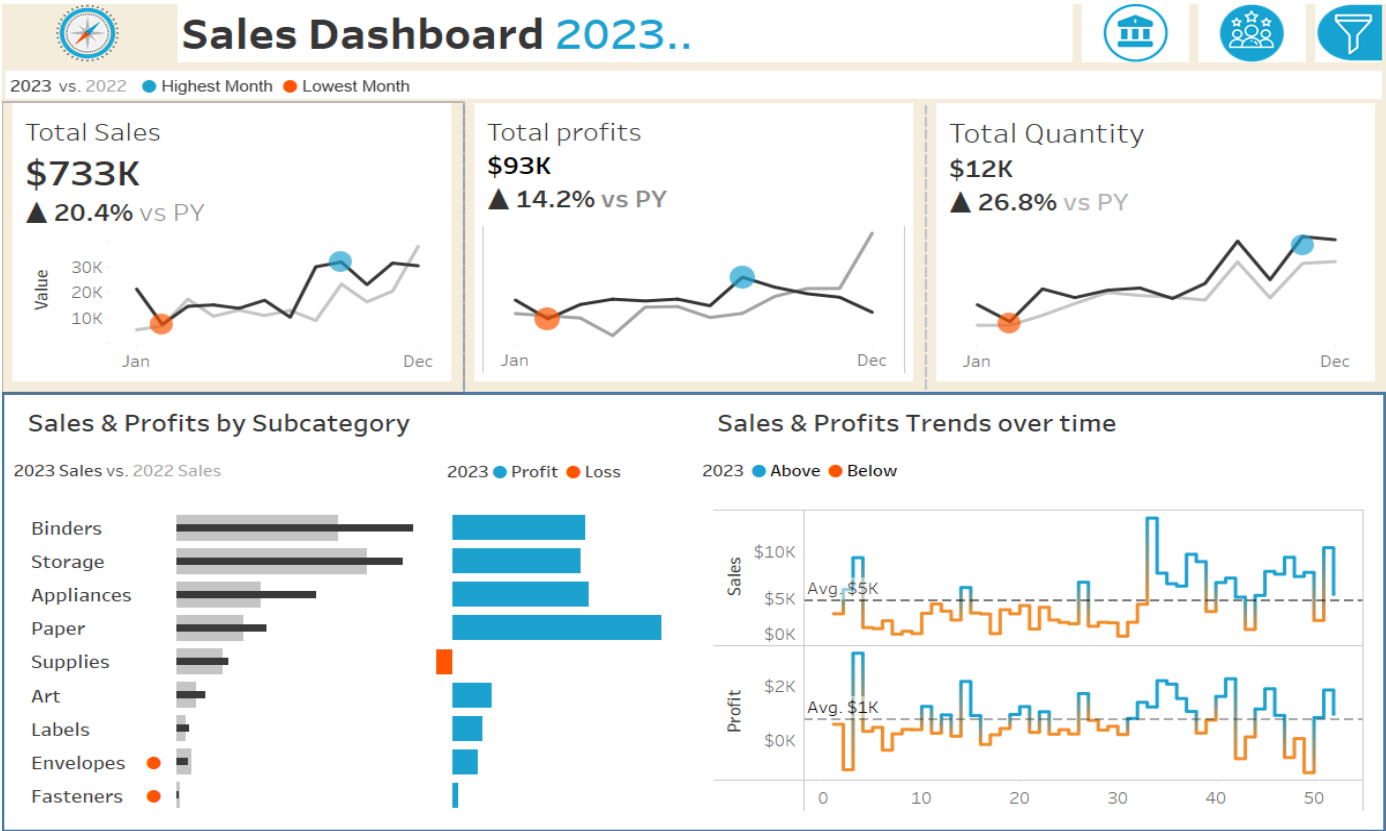 Sales Dashboard 2023..
2023 vs. 2022 Highest Month Lowest Month
Total Sales
$733K
▲ 20.4% vs PY
Value
30K
20K
10K
Jan Dec
Total profits
$93K
▲ 14.2% vs PY
Jan Dec
Total Quantity
$12K
▲ 26.8% vs PY
Jan Dec
Sales & Profits by Subcategory
2023 Sales vs. 2022 Sales
2023 Profit Loss
Binders
Storage
Appliances
Paper
Supplies
Art
Labels
Envelopes
Fasteners
Sales & Profits Trends over time
2023 Above Below
Sales
$10K
$5K
$0K
Avg. $5K
Profit
$2K
$0K
Avg. $1K
0 10 20 30 40 50